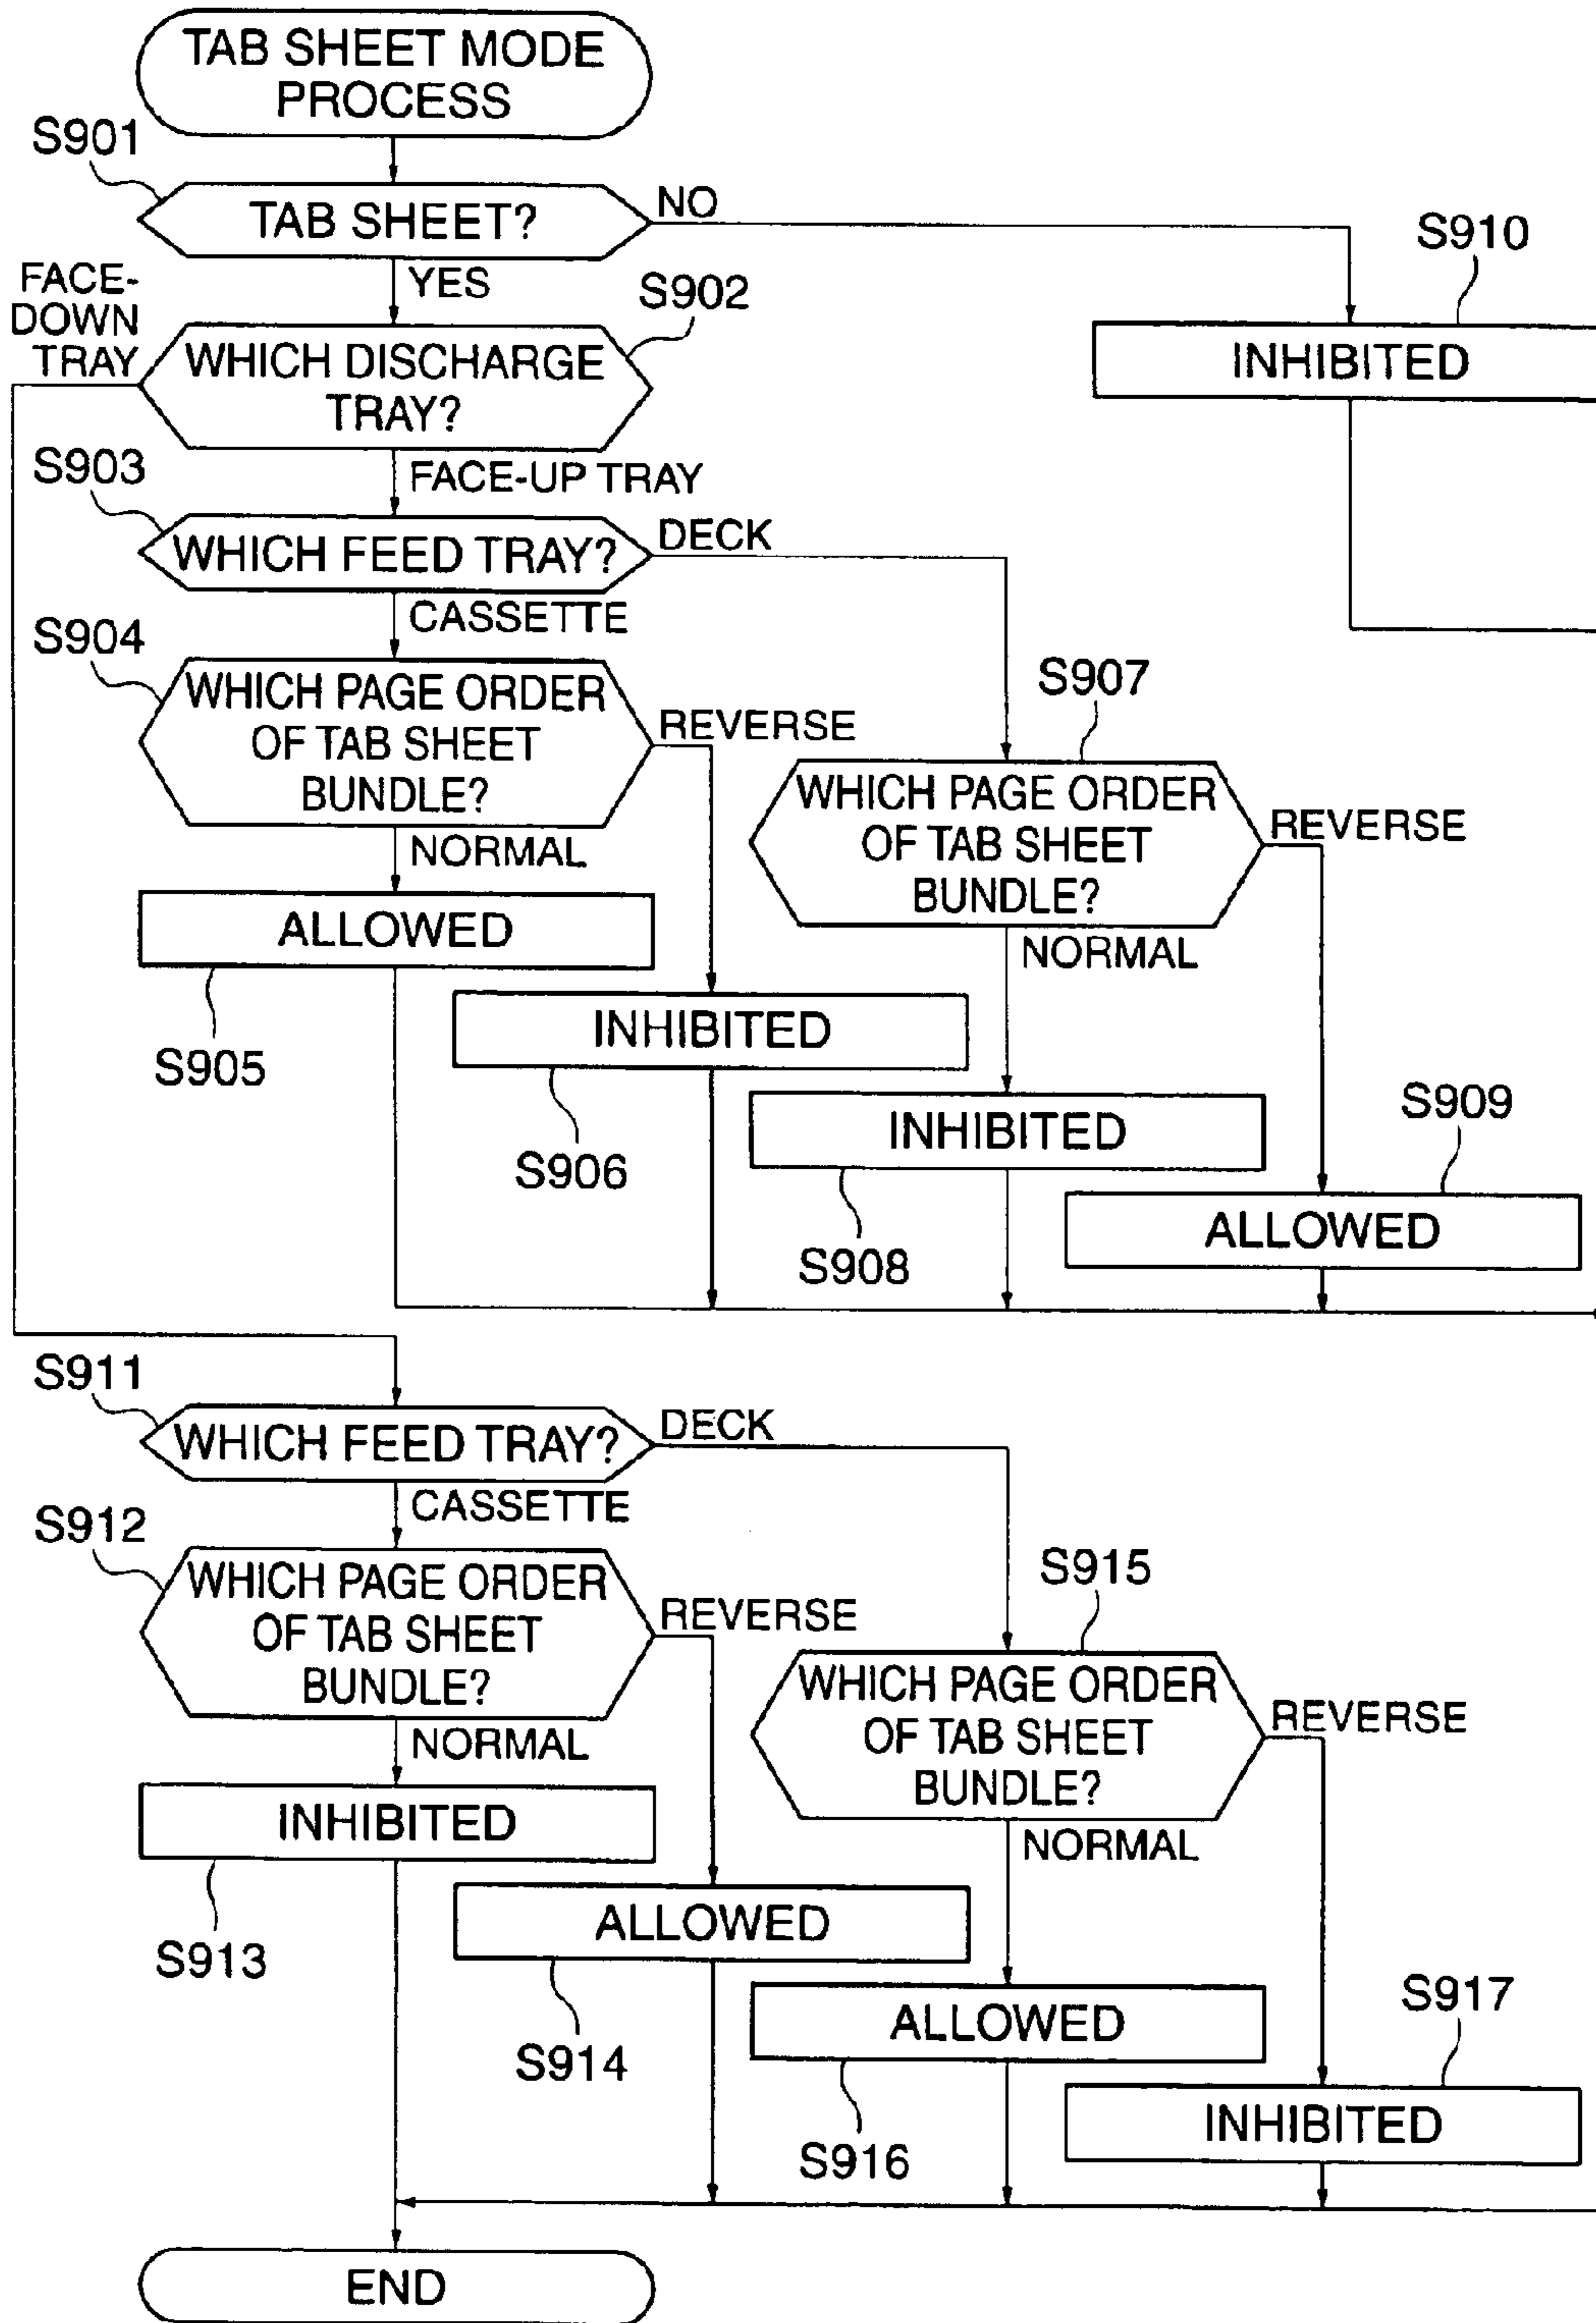 TAB SHEET MODE
PROCESS
S901
TAB SHEET?
NO
S910
INHIBITED
YES
FACE-
DOWN
TRAY
S902
WHICH DISCHARGE
TRAY?
FACE-UP TRAY
S903
WHICH FEED TRAY?
DECK
CASSETTE
S904
WHICH PAGE ORDER
OF TAB SHEET
BUNDLE?
REVERSE
NORMAL
S907
WHICH PAGE ORDER
OF TAB SHEET
BUNDLE?
REVERSE
NORMAL
ALLOWED
S905
INHIBITED
S906
INHIBITED
S908
S909
ALLOWED
S911
WHICH FEED TRAY?
DECK
CASSETTE
S912
WHICH PAGE ORDER
OF TAB SHEET
BUNDLE?
REVERSE
NORMAL
S915
WHICH PAGE ORDER
OF TAB SHEET
BUNDLE?
REVERSE
NORMAL
INHIBITED
S913
ALLOWED
S914
ALLOWED
S916
S917
INHIBITED
END